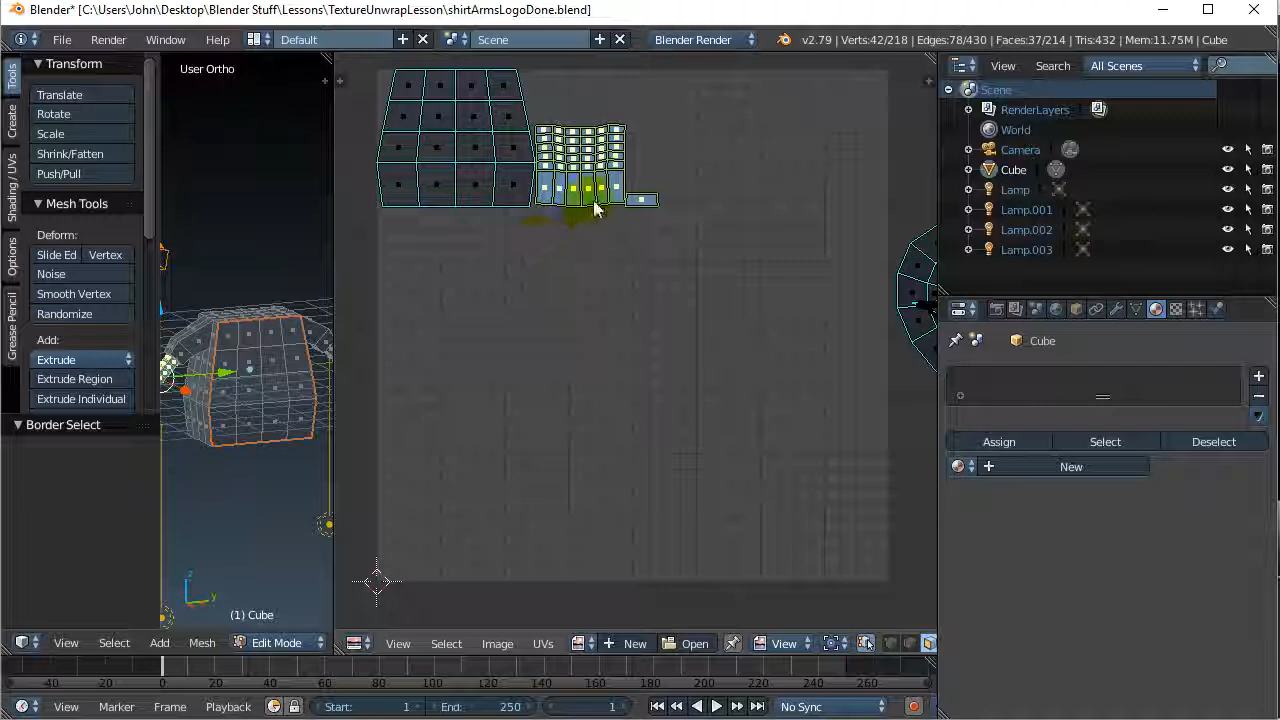 Blender* [C:\Users\John\Desktop\Blender Stuff\Lessons\TextureUnwrapLesson\shirtArmsLogoDone.blend]
File Render Window Help Default Scene Blender Render v2.79 | Verts:42/218 | Edges:78/430 | Faces:37/214 | Tris:432 | Mem:11.75M | Cube
Tools
Create
Shading / UVs
Options
Grease Pencil
Transform
Translate
Rotate
Scale
Shrink/Fatten
Push/Pull
Mesh Tools
Deform:
Slide Ed Vertex
Noise
Smooth Vertex
Randomize
Add:
Extrude
Extrude Region
Extrude Individual
Border Select
User Ortho
z
y
(1) Cube
View Select Add Mesh Edit Mode
View Select Image UVs New Open View
View Search All Scenes
Scene
RenderLayers
World
Camera
Cube
Lamp
Lamp.001
Lamp.002
Lamp.003
Cube
Assign Select Deselect
New
-40 -20 0 20 40 60 80 100 120 140 160 180 200 220 240 260
View Marker Frame Playback Start: 1 End: 250 1 No Sync